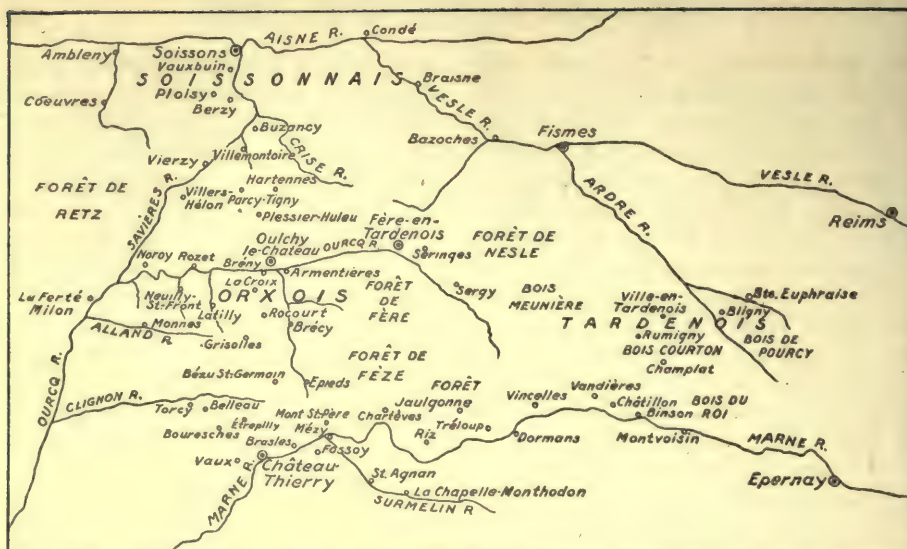 AISNE R.
Condé
Ambleny
Soissons
Vauxbuin
SOISSONNAIS
Ploisy
Coeuvres
Berzy
Braisne
VESLE R.
Buzancy
Bazoches
Fismes
Vierzy
Villemontoire
CRISE R.
VESLE R.
FORÊT DE
RETZ
SAVIÈRES R.
Villers-
Hélon
Hartennes
Parcy-Tigny
Plessier-Huleu
ARDRE R.
Reims
Fère-en-
Tardenois
Oulchy
le-Chateau
OURCQ R.
Séringes
FORÊT DE
NESLE
Noroy
Rozet
Brény
Armentières
La Croix
ORXOIS
FORÊT
DE
FÈRE
Sergy
BOIS
MEUNIÈRE
La Ferté
Milon
Neuilly-
St-Front
Latilly
Rocourt
Brécy
Ville-en-
Tardenois
Bte. Euphraise
Bligny
TARDENOIS
Monnes
ALLAND R.
Grisolles
Rumigny
BOIS DE
POURCY
BOIS COURTON
Champlat
OURCQ R.
FORÊT
DE FÈZE
Bézu St-Germain
Epieds
FORÊT
CLIGNON R.
Torcy
Belleau
Etrepilly
Bouresches
Mont St-Père
Mézy
Chartèves
Jaulgonne
Vincelles
Vandières
Châtillon
BOIS DU
ROI
Binson
Tréloup
Riz
Dormans
Montvoisin
MARNE R.
Brasles
Fossoy
Vaux
Château-
Thierry
St. Agnan
La Chapelle-Monthodon
Epernay
MARNE R.
SURMELIN R